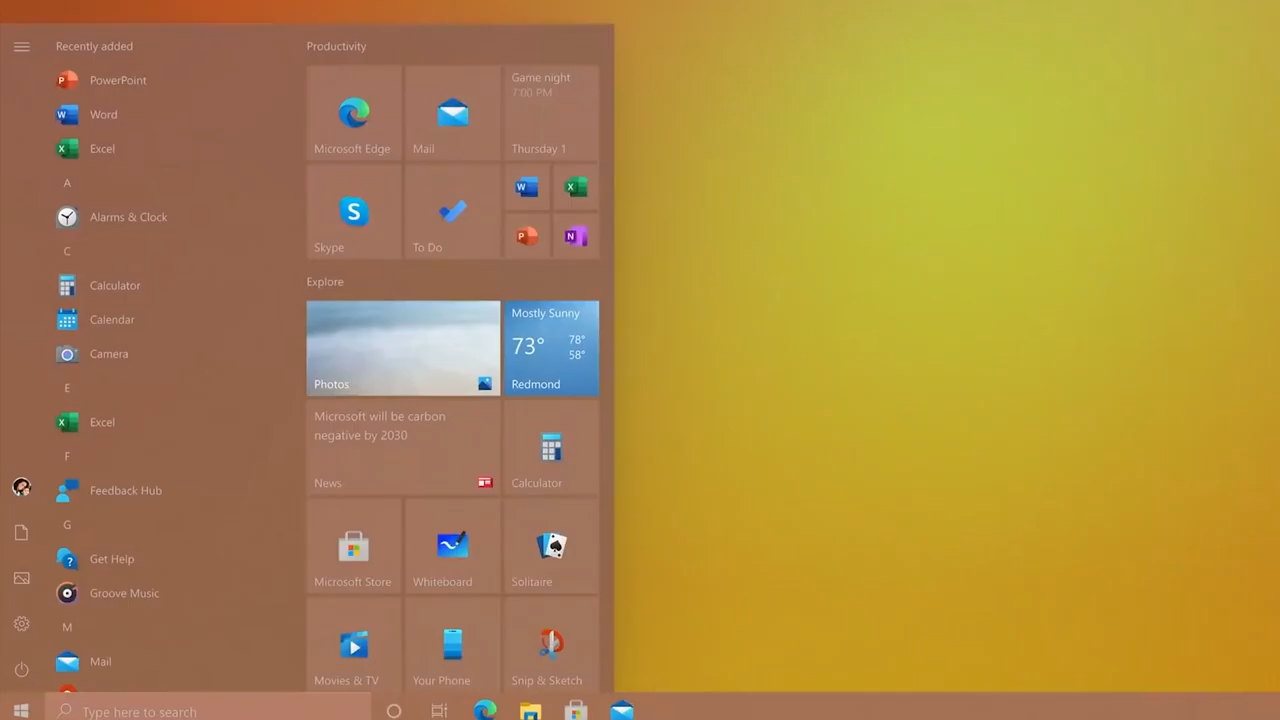 Recently added
PowerPoint
Word
Excel
A
Alarms & Clock
C
Calculator
Calendar
Camera
E
Excel
F
Feedback Hub
G
Get Help
Groove Music
M
Mail
Productivity
Microsoft Edge
Mail
Game night
7:00 PM
Thursday 1
Skype
To Do
Explore
Photos
Mostly Sunny
73°
78°
58°
Redmond
Microsoft will be carbon
negative by 2030
News
Calculator
Microsoft Store
Whiteboard
Solitaire
Movies & TV
Your Phone
Snip & Sketch
Type here to search